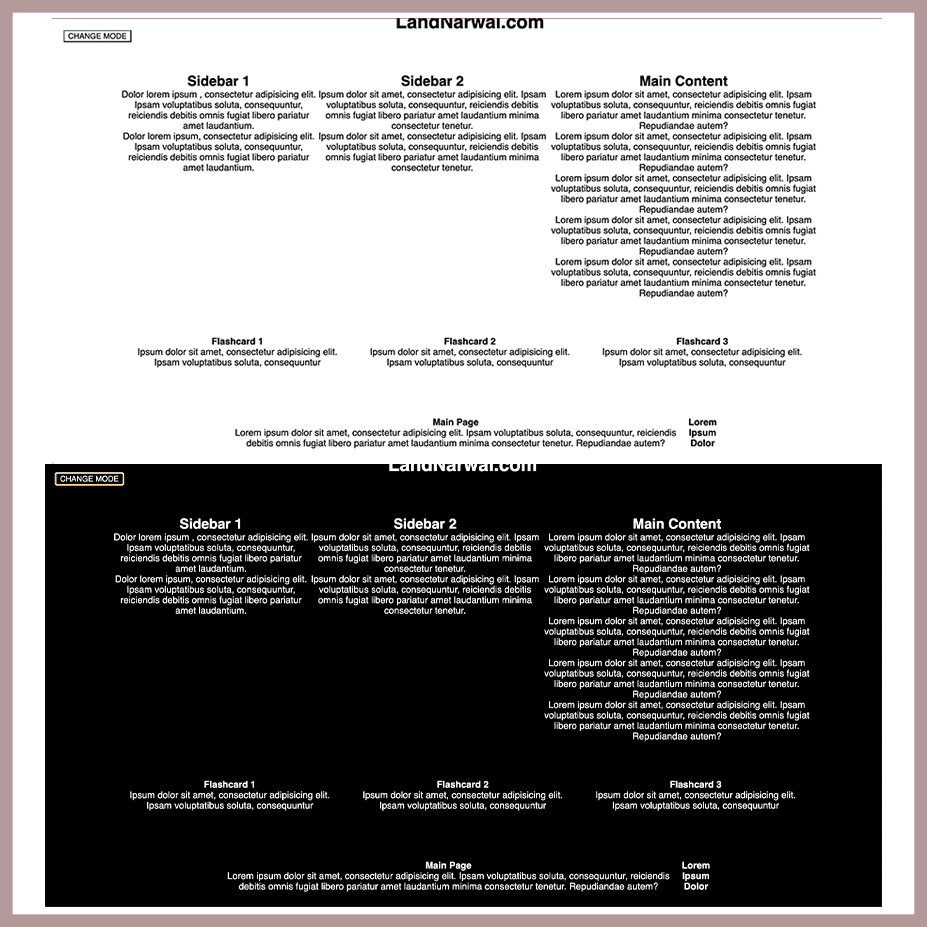 LandNarwal.com
CHANGE MODE
Sidebar 1
Dolor lorem ipsum , consectetur adipisicing elit.
Ipsam voluptatibus soluta, consequuntur,
reiciendis debitis omnis fugiat libero pariatur
amet laudantium.
Dolor lorem ipsum, consectetur adipisicing elit.
Ipsam voluptatibus soluta, consequuntur,
reiciendis debitis omnis fugiat libero pariatur
amet laudantium.
Sidebar 2
Ipsum dolor sit amet, consectetur adipisicing elit. Ipsam
voluptatibus soluta, consequuntur, reiciendis debitis
omnis fugiat libero pariatur amet laudantium minima
consectetur tenetur.
Ipsum dolor sit amet, consectetur adipisicing elit. Ipsam
voluptatibus soluta, consequuntur, reiciendis debitis
omnis fugiat libero pariatur amet laudantium minima
consectetur tenetur.
Main Content
Lorem ipsum dolor sit amet, consectetur adipisicing elit. Ipsam
voluptatibus soluta, consequuntur, reiciendis debitis omnis fugiat
libero pariatur amet laudantium minima consectetur tenetur.
Repudiandae autem?
Lorem ipsum dolor sit amet, consectetur adipisicing elit. Ipsam
voluptatibus soluta, consequuntur, reiciendis debitis omnis fugiat
libero pariatur amet laudantium minima consectetur tenetur.
Repudiandae autem?
Lorem ipsum dolor sit amet, consectetur adipisicing elit. Ipsam
voluptatibus soluta, consequuntur, reiciendis debitis omnis fugiat
libero pariatur amet laudantium minima consectetur tenetur.
Repudiandae autem?
Lorem ipsum dolor sit amet, consectetur adipisicing elit. Ipsam
voluptatibus soluta, consequuntur, reiciendis debitis omnis fugiat
libero pariatur amet laudantium minima consectetur tenetur.
Repudiandae autem?
Lorem ipsum dolor sit amet, consectetur adipisicing elit. Ipsam
voluptatibus soluta, consequuntur, reiciendis debitis omnis fugiat
libero pariatur amet laudantium minima consectetur tenetur.
Repudiandae autem?
Flashcard 1
Ipsum dolor sit amet, consectetur adipisicing elit.
Ipsam voluptatibus soluta, consequuntur
Flashcard 2
Ipsum dolor sit amet, consectetur adipisicing elit.
Ipsam voluptatibus soluta, consequuntur
Flashcard 3
Ipsum dolor sit amet, consectetur adipisicing elit.
Ipsam voluptatibus soluta, consequuntur
Main Page
Lorem ipsum dolor sit amet, consectetur adipisicing elit. Ipsam voluptatibus soluta, consequuntur, reiciendis
debitis omnis fugiat libero pariatur amet laudantium minima consectetur tenetur. Repudiandae autem?
Lorem
Ipsum
Dolor
LandNarwal.com
CHANGE MODE
Sidebar 1
Dolor lorem ipsum , consectetur adipisicing elit.
Ipsam voluptatibus soluta, consequuntur,
reiciendis debitis omnis fugiat libero pariatur
amet laudantium.
Dolor lorem ipsum, consectetur adipisicing elit.
Ipsam voluptatibus soluta, consequuntur,
reiciendis debitis omnis fugiat libero pariatur
amet laudantium.
Sidebar 2
Ipsum dolor sit amet, consectetur adipisicing elit. Ipsam
voluptatibus soluta, consequuntur, reiciendis debitis
omnis fugiat libero pariatur amet laudantium minima
consectetur tenetur.
Ipsum dolor sit amet, consectetur adipisicing elit. Ipsam
voluptatibus soluta, consequuntur, reiciendis debitis
omnis fugiat libero pariatur amet laudantium minima
consectetur tenetur.
Main Content
Lorem ipsum dolor sit amet, consectetur adipisicing elit. Ipsam
voluptatibus soluta, consequuntur, reiciendis debitis omnis fugiat
libero pariatur amet laudantium minima consectetur tenetur.
Repudiandae autem?
Lorem ipsum dolor sit amet, consectetur adipisicing elit. Ipsam
voluptatibus soluta, consequuntur, reiciendis debitis omnis fugiat
libero pariatur amet laudantium minima consectetur tenetur.
Repudiandae autem?
Lorem ipsum dolor sit amet, consectetur adipisicing elit. Ipsam
voluptatibus soluta, consequuntur, reiciendis debitis omnis fugiat
libero pariatur amet laudantium minima consectetur tenetur.
Repudiandae autem?
Lorem ipsum dolor sit amet, consectetur adipisicing elit. Ipsam
voluptatibus soluta, consequuntur, reiciendis debitis omnis fugiat
libero pariatur amet laudantium minima consectetur tenetur.
Repudiandae autem?
Lorem ipsum dolor sit amet, consectetur adipisicing elit. Ipsam
voluptatibus soluta, consequuntur, reiciendis debitis omnis fugiat
libero pariatur amet laudantium minima consectetur tenetur.
Repudiandae autem?
Flashcard 1
Ipsum dolor sit amet, consectetur adipisicing elit.
Ipsam voluptatibus soluta, consequuntur
Flashcard 2
Ipsum dolor sit amet, consectetur adipisicing elit.
Ipsam voluptatibus soluta, consequuntur
Flashcard 3
Ipsum dolor sit amet, consectetur adipisicing elit.
Ipsam voluptatibus soluta, consequuntur
Main Page
Lorem ipsum dolor sit amet, consectetur adipisicing elit. Ipsam voluptatibus soluta, consequuntur, reiciendis
debitis omnis fugiat libero pariatur amet laudantium minima consectetur tenetur. Repudiandae autem?
Lorem
Ipsum
Dolor